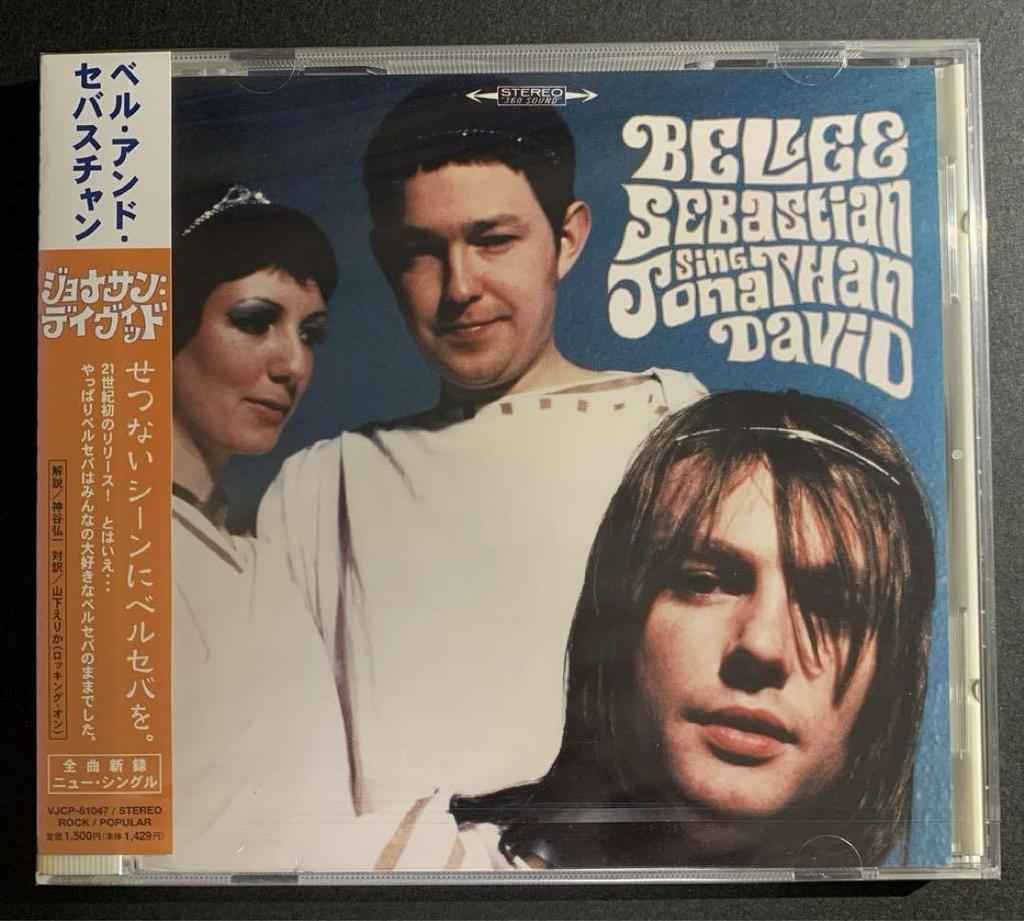 ベル・アンド・
セバスチャン
ジョナサン:
デイヴィッド
せつないシーンにベルセバを。
21世紀初のリリース! とはいえ…
やっぱりベルセバはみんなの大好きなベルセバのままでした。
解説/神谷弘一 対訳/山下えりか(ロッキング・オン)
全曲新録
ニュー・シングル
VJCP-61047 / STEREO
ROCK / POPULAR
定価1,500円(本体1,429円)
STEREO
360 SOUND
BELLE &
SEBASTIAN
SING
JONATHAN
DAVID